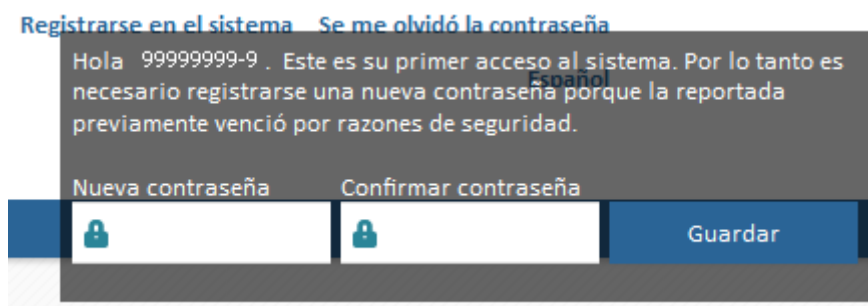 Registrarse en el sistema Se me olvidó la contraseña
Hola 99999999-9 . Este es su primer acceso al sistema. Por lo tanto es
Español
necesario registrarse una nueva contraseña porque la reportada
previamente venció por razones de seguridad.
Nueva contraseña Confirmar contraseña
Guardar